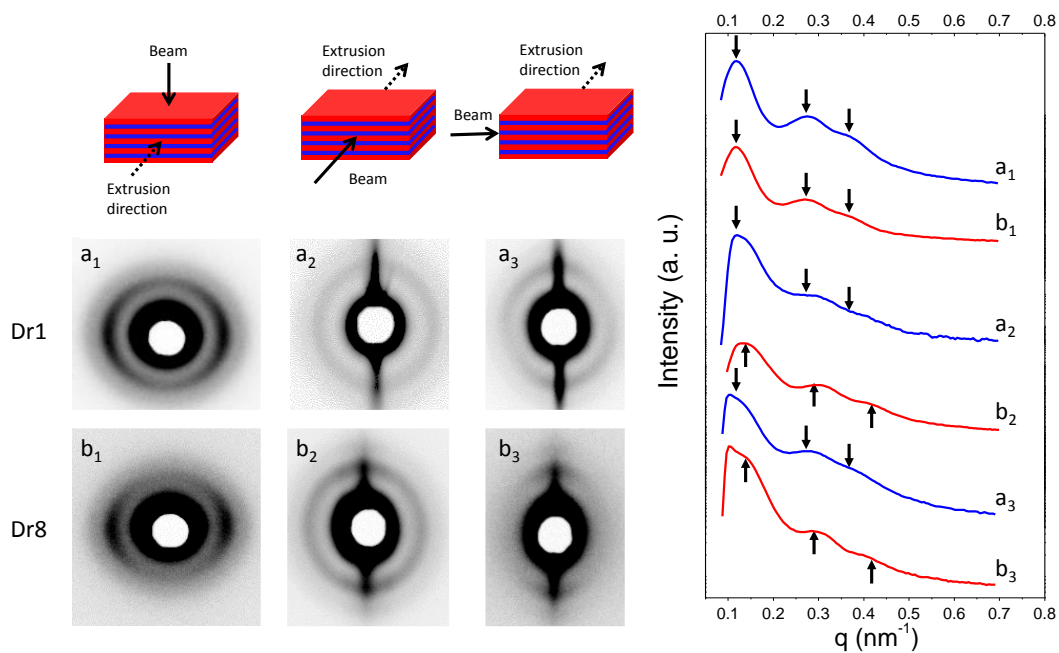 Beam
Extrusion
direction
Extrusion
direction
Beam
Beam
Extrusion
direction
Dr1
a1
a2
a3
Dr8
b1
b2
b3
0.1 0.2 0.3 0.4 0.5 0.6 0.7 0.8
Intensity (a. u.)
a1
b1
a2
b2
a3
b3
0.1 0.2 0.3 0.4 0.5 0.6 0.7 0.8
q (nm-1)